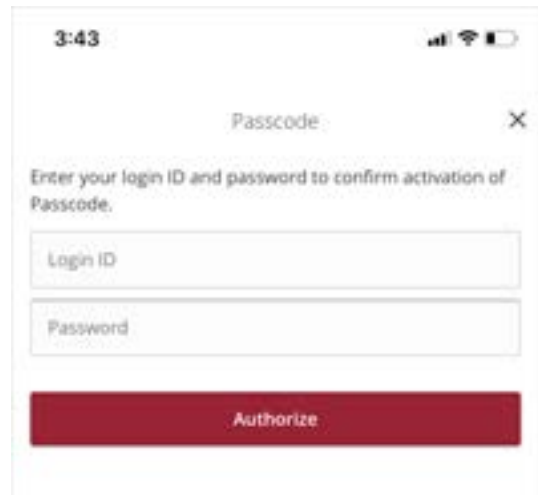 3:43
Passcode
Enter your login ID and password to confirm activation of
Passcode.
Login ID
Password
Authorize